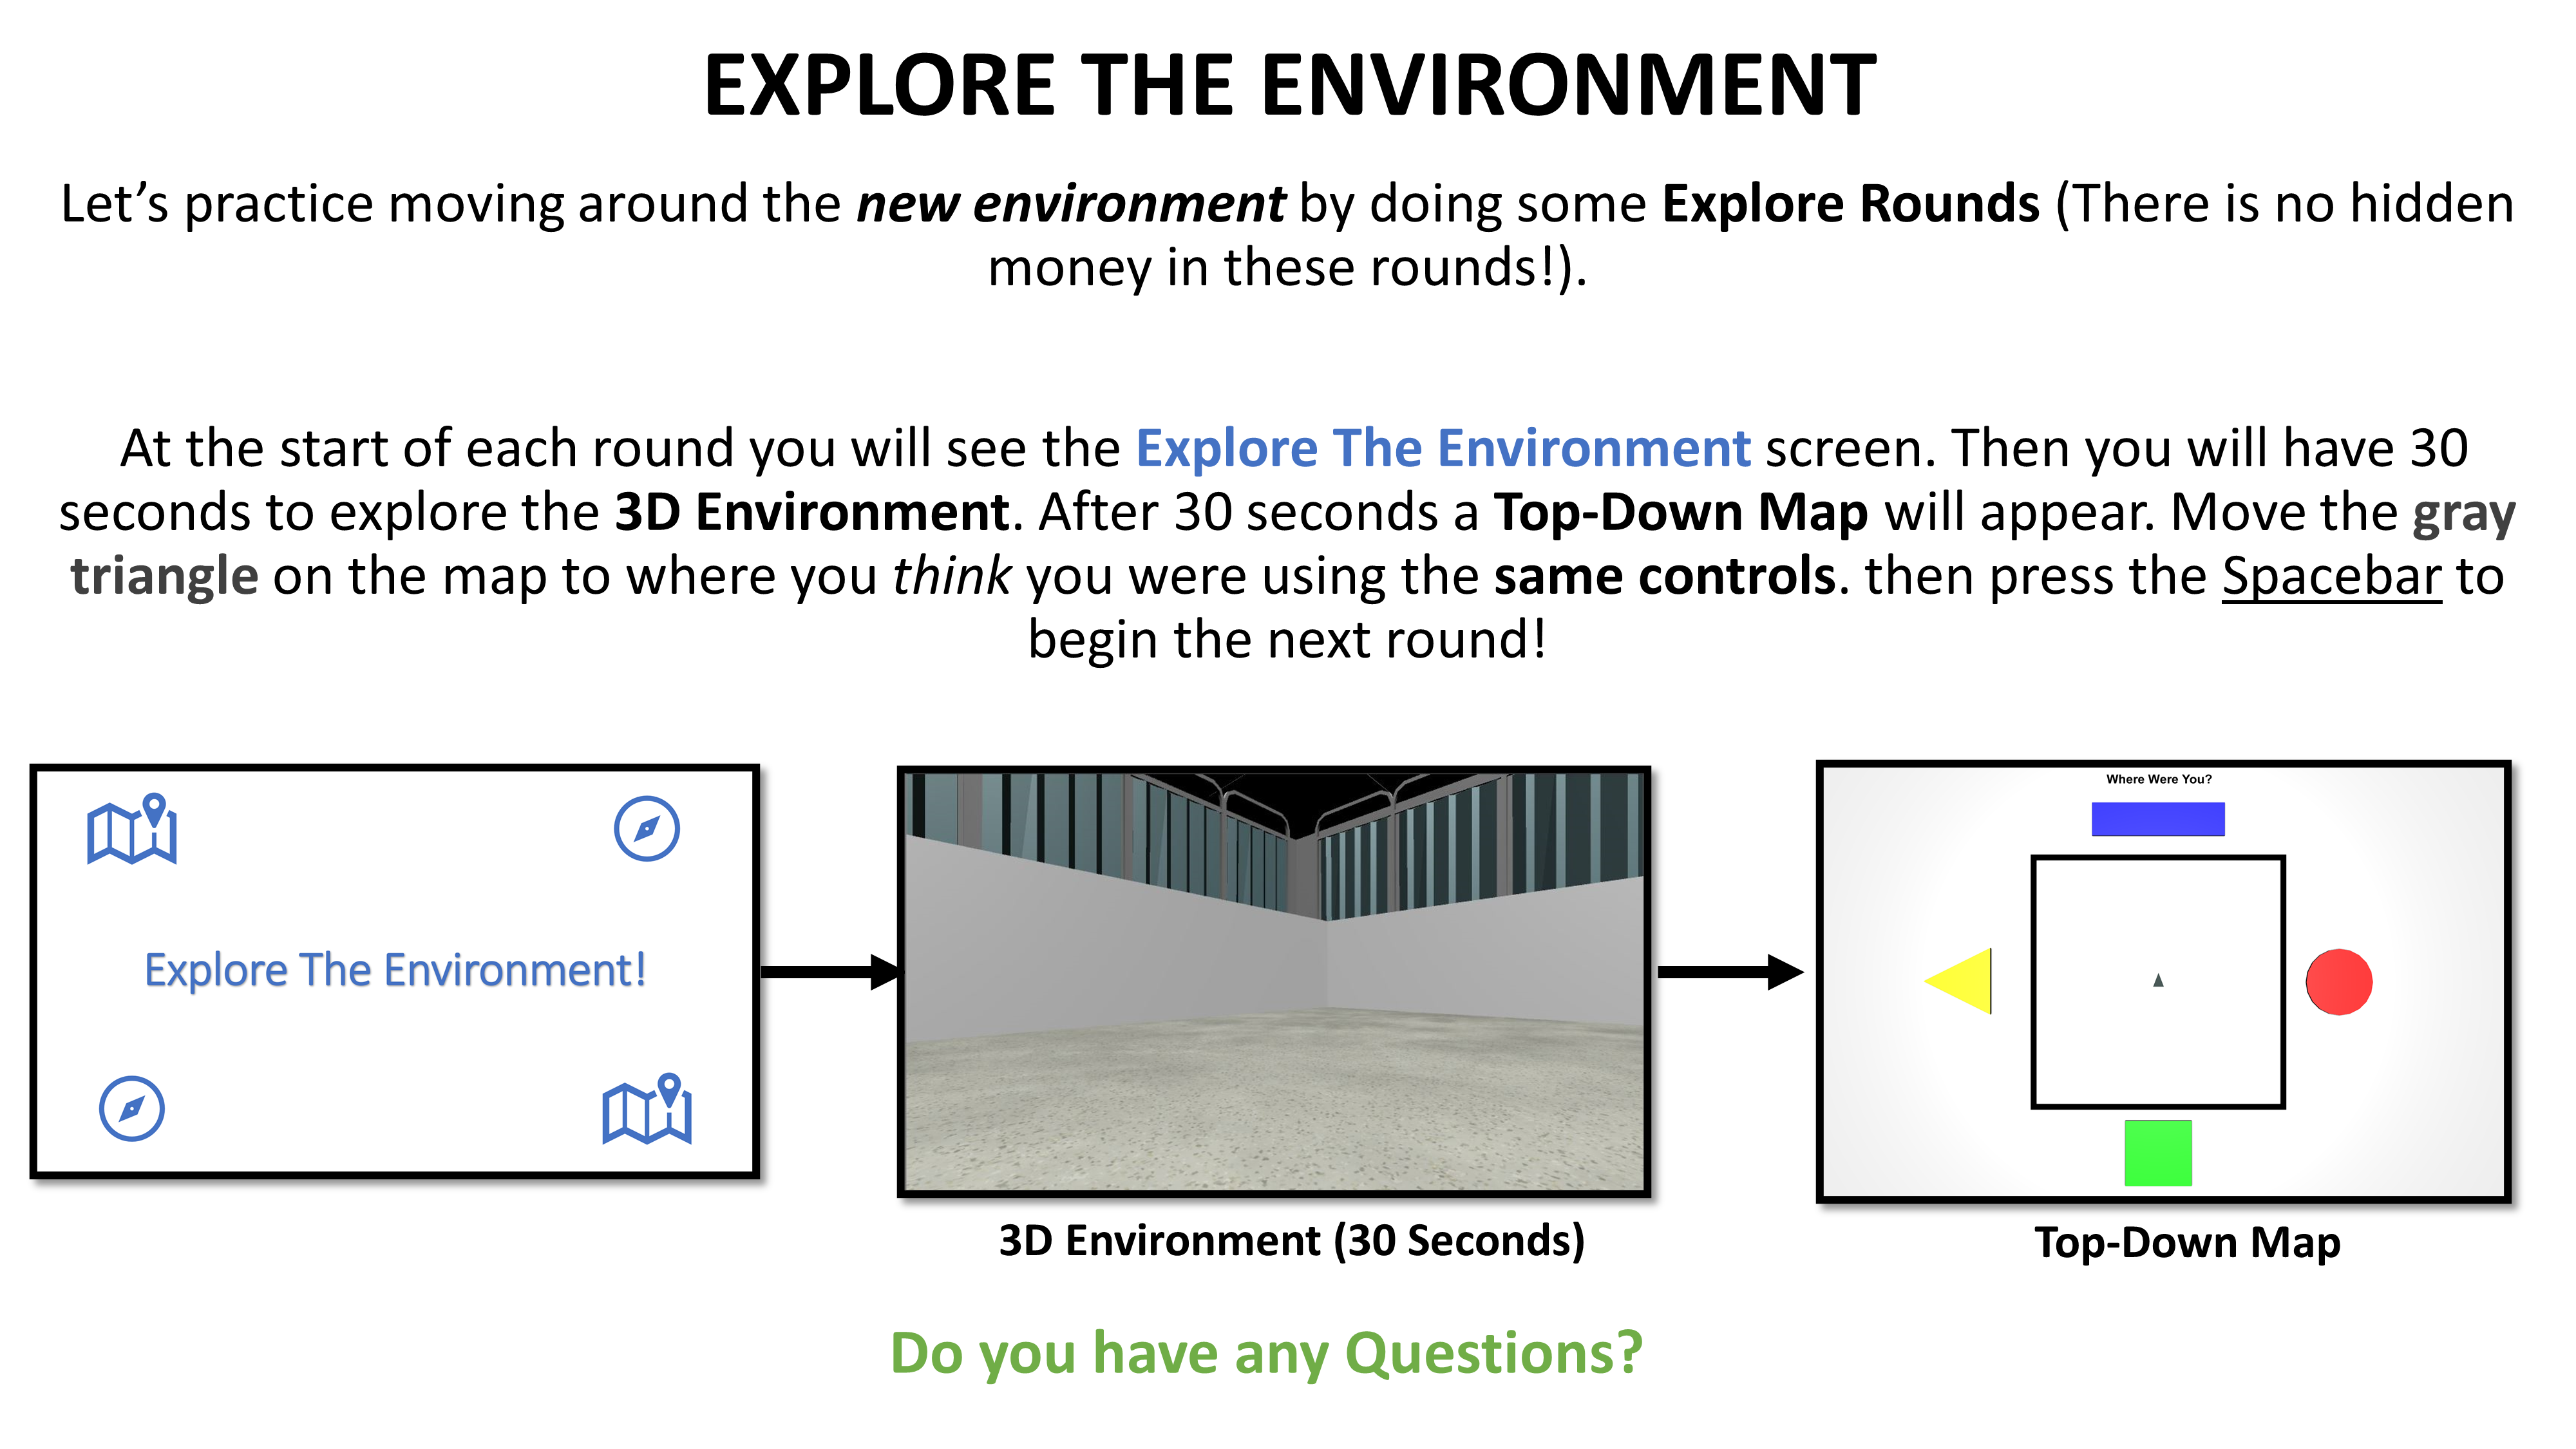 EXPLORE THE ENVIRONMENT
Let’s practice moving around the new environment by doing some Explore Rounds (There is no hidden
money in these rounds!).
At the start of each round you will see the Explore The Environment screen. Then you will have 30
seconds to explore the 3D Environment. After 30 seconds a Top-Down Map will appear. Move the gray
triangle on the map to where you think you were using the same controls. then press the Spacebar to
begin the next round!
Explore The Environment!
Where Were You?
3D Environment (30 Seconds)
Top-Down Map
Do you have any Questions?